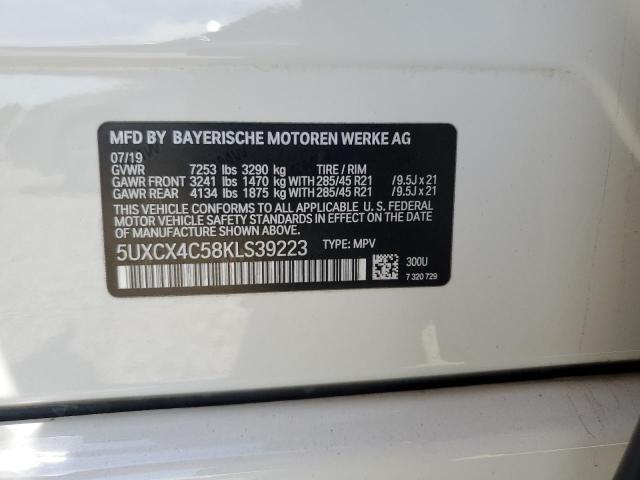 MFD BY BAYERISCHE MOTOREN WERKE AG
07/19
GVWR 7253 lbs 3290 kg TIRE / RIM
GAWR FRONT 3241 lbs 1470 kg WITH 285/45 R21 / 9.5J x 21
GAWR REAR 4134 lbs 1875 kg WITH 285/45 R21 / 9.5J x 21
THIS VEHICLE CONFORMS TO ALL APPLICABLE U. S. FEDERAL
MOTOR VEHICLE SAFETY STANDARDS IN EFFECT ON THE DATE
OF MANUFACTURE SHOWN ABOVE.
5UXCX4C58KLS39223 TYPE: MPV
300U
7 320 729